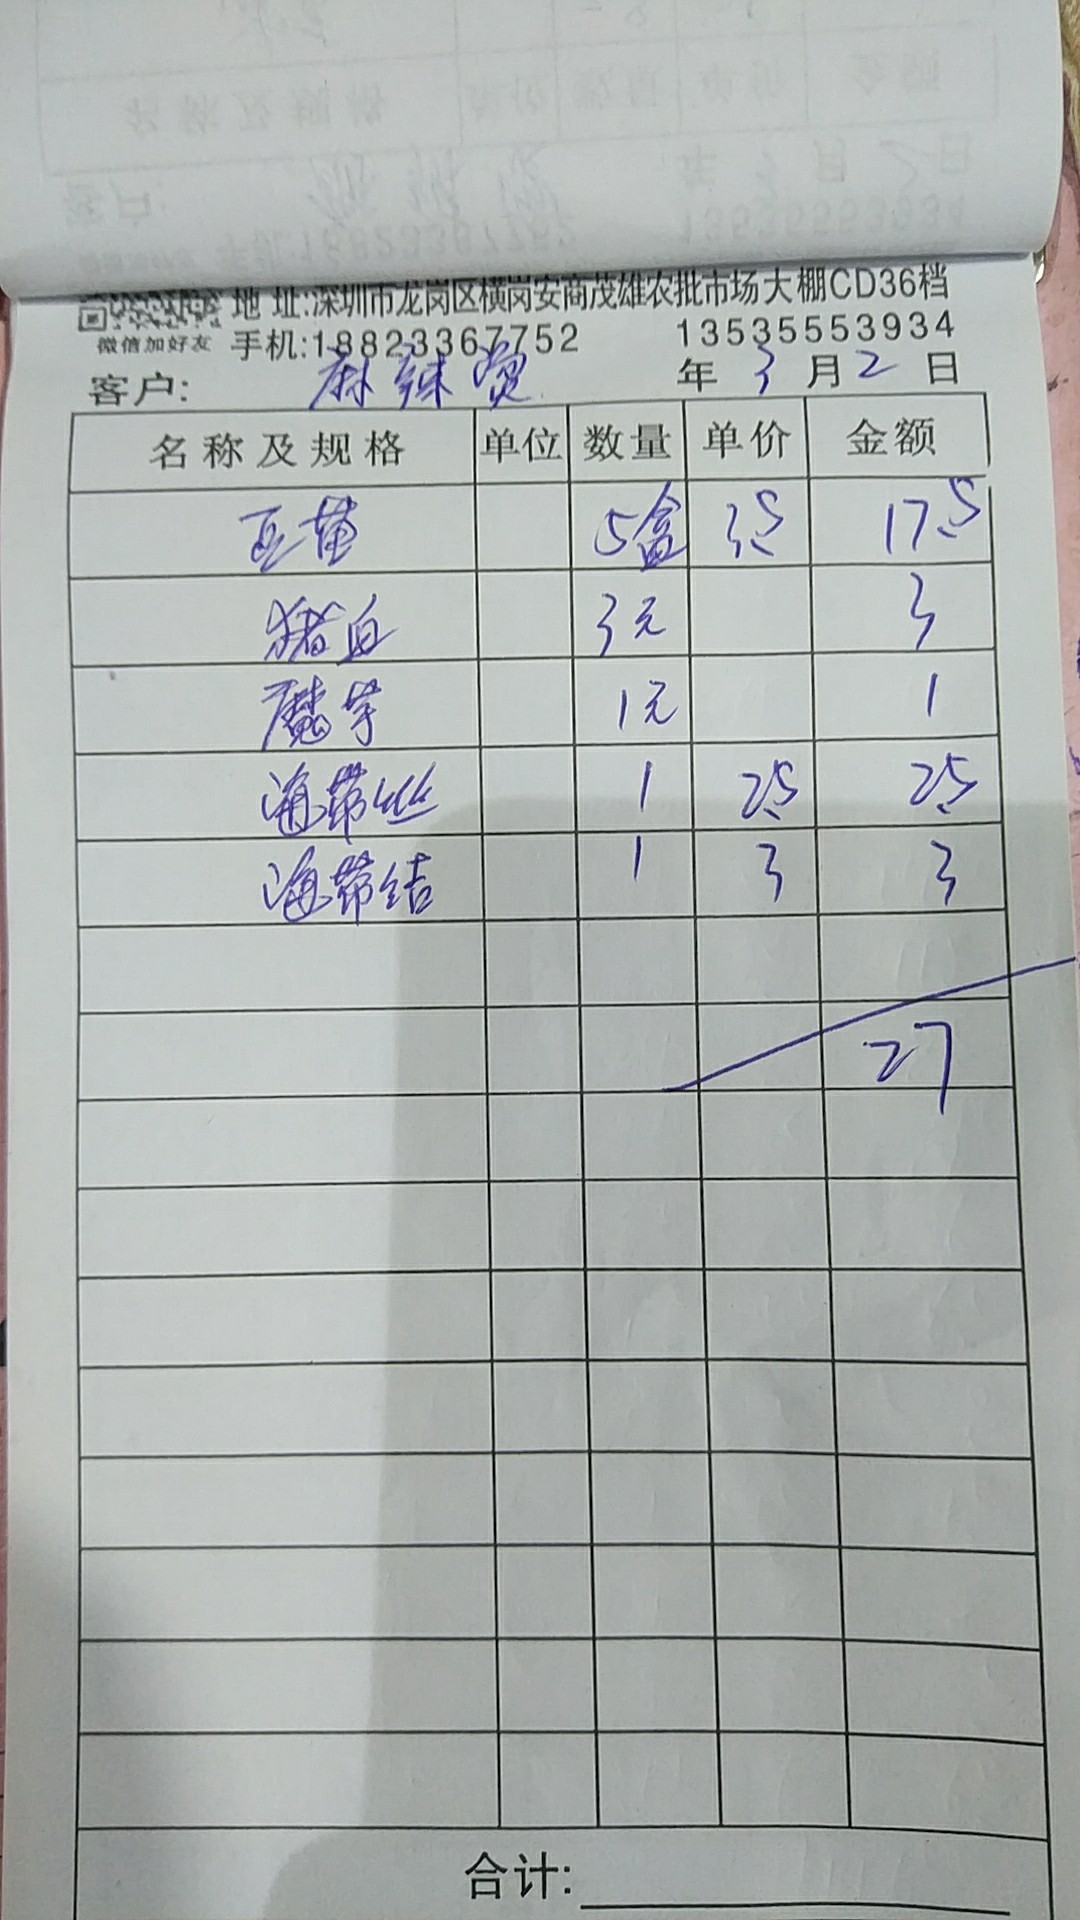 地 址:深圳市龙岗区横岗安商茂雄农批市场大棚CD36档
微信加好友 手机:18823367752 13535553934
客户: 麻辣烫 年 3 月 2 日
名称及规格 单位 数量 单价 金额
豆苗 5盒 3.5 17.5
猪血 3元 3
魔芋 1元 1
海带丝 1 2.5 2.5
海带结 1 3 3
27
合计: